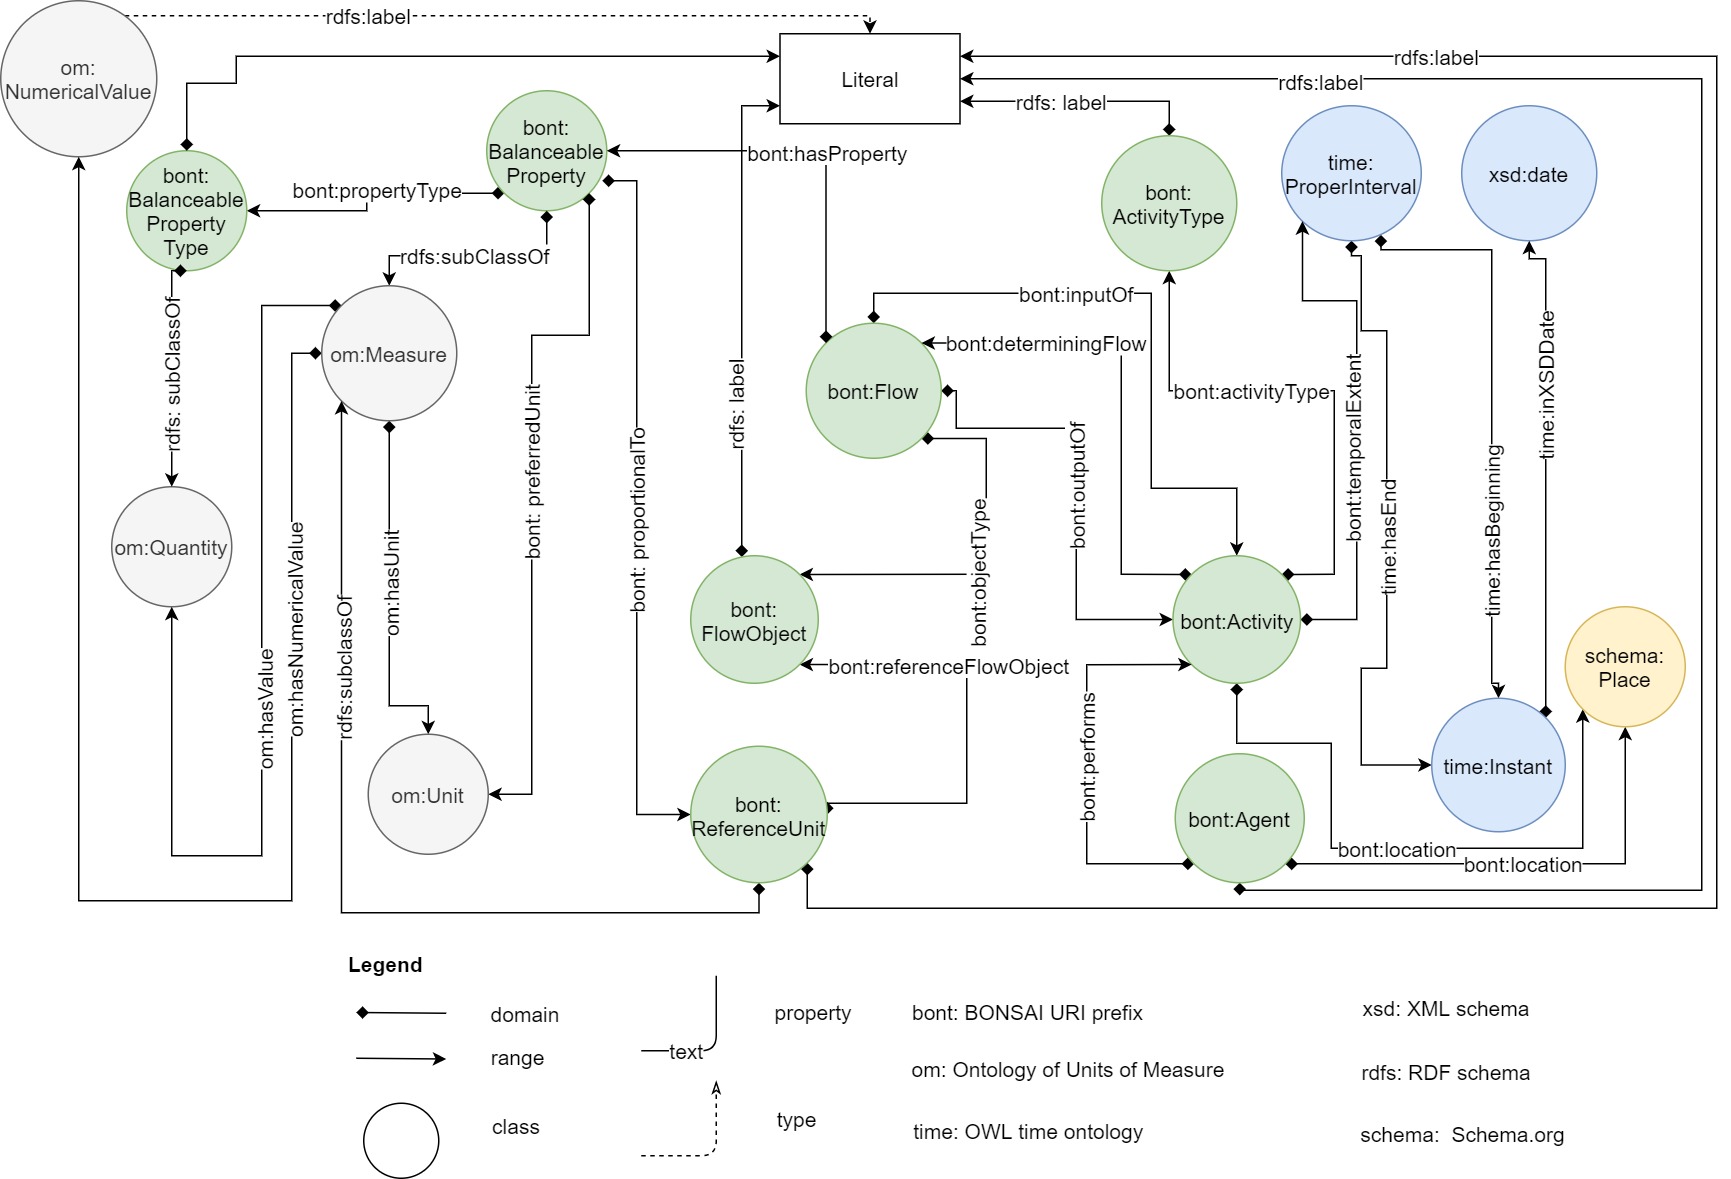 rdfs:label
om:
NumericalValue
Literal
rdfs:label
rdfs:label
rdfs: label
bont:
Balanceable
Property
bont:hasProperty
time:
ProperInterval
xsd:date
bont:
Balanceable
Property
Type
bont:propertyType
bont:
ActivityType
rdfs:subClassOf
bont:inputOf
rdfs: subClassOf
om:Measure
bont:determiningFlow
bont:Flow
bont:activityType
rdfs: label
bont: preferredUnit
bont: proportionalTo
bont:outputOf
bont:temporalExtent
time:hasEnd
time:hasBeginning
time:inXSDDate
om:Quantity
om:hasValue
om:hasNumericalValue
rdfs:subclassOf
om:hasUnit
bont:objectType
bont:
FlowObject
bont:Activity
bont:referenceFlowObject
schema:
Place
bont:performs
om:Unit
bont:
ReferenceUnit
bont:Agent
time:Instant
bont:location
bont:location
Legend
domain
range
class
text
property
type
bont: BONSAI URI prefix
om: Ontology of Units of Measure
time: OWL time ontology
xsd: XML schema
rdfs: RDF schema
schema: Schema.org